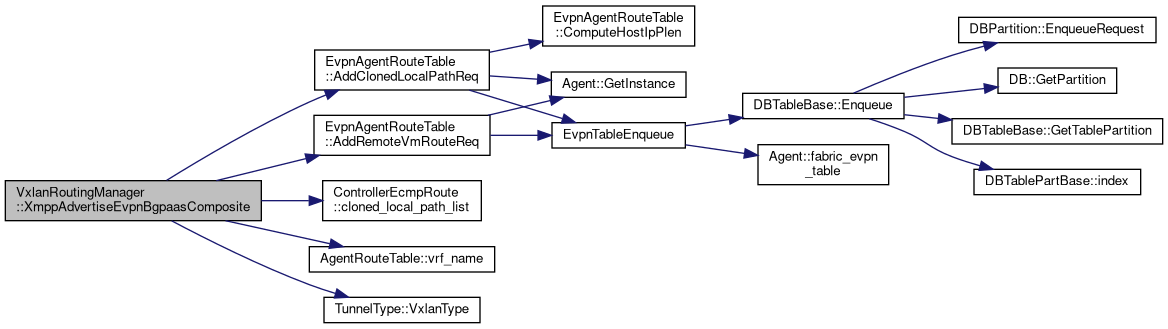 VxlanRoutingManager
::XmppAdvertiseEvpnBgpaasComposite
EvpnAgentRouteTable
::AddClonedLocalPathReq
EvpnAgentRouteTable
::AddRemoteVmRouteReq
ControllerEcmpRoute
::cloned_local_path_list
AgentRouteTable::vrf_name
TunnelType::VxlanType
EvpnAgentRouteTable
::ComputeHostIpPlen
Agent::GetInstance
EvpnTableEnqueue
DBTableBase::Enqueue
Agent::fabric_evpn
_table
DBPartition::EnqueueRequest
DB::GetPartition
DBTableBase::GetTablePartition
DBTablePartBase::index